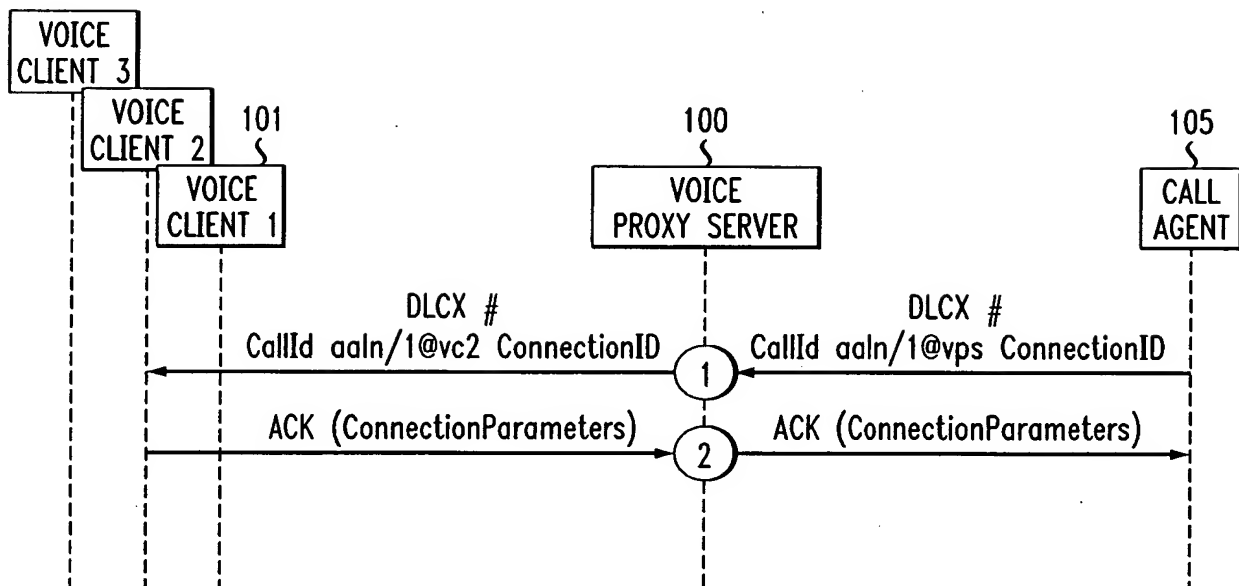 VOICE
CLIENT 3
VOICE
CLIENT 2
101
VOICE
CLIENT 1
100
VOICE
PROXY SERVER
105
CALL
AGENT
DLCX #
CallId aaln/1@vc2 ConnectionID
DLCX #
CallId aaln/1@vps ConnectionID
1
ACK (ConnectionParameters)
ACK (ConnectionParameters)
2